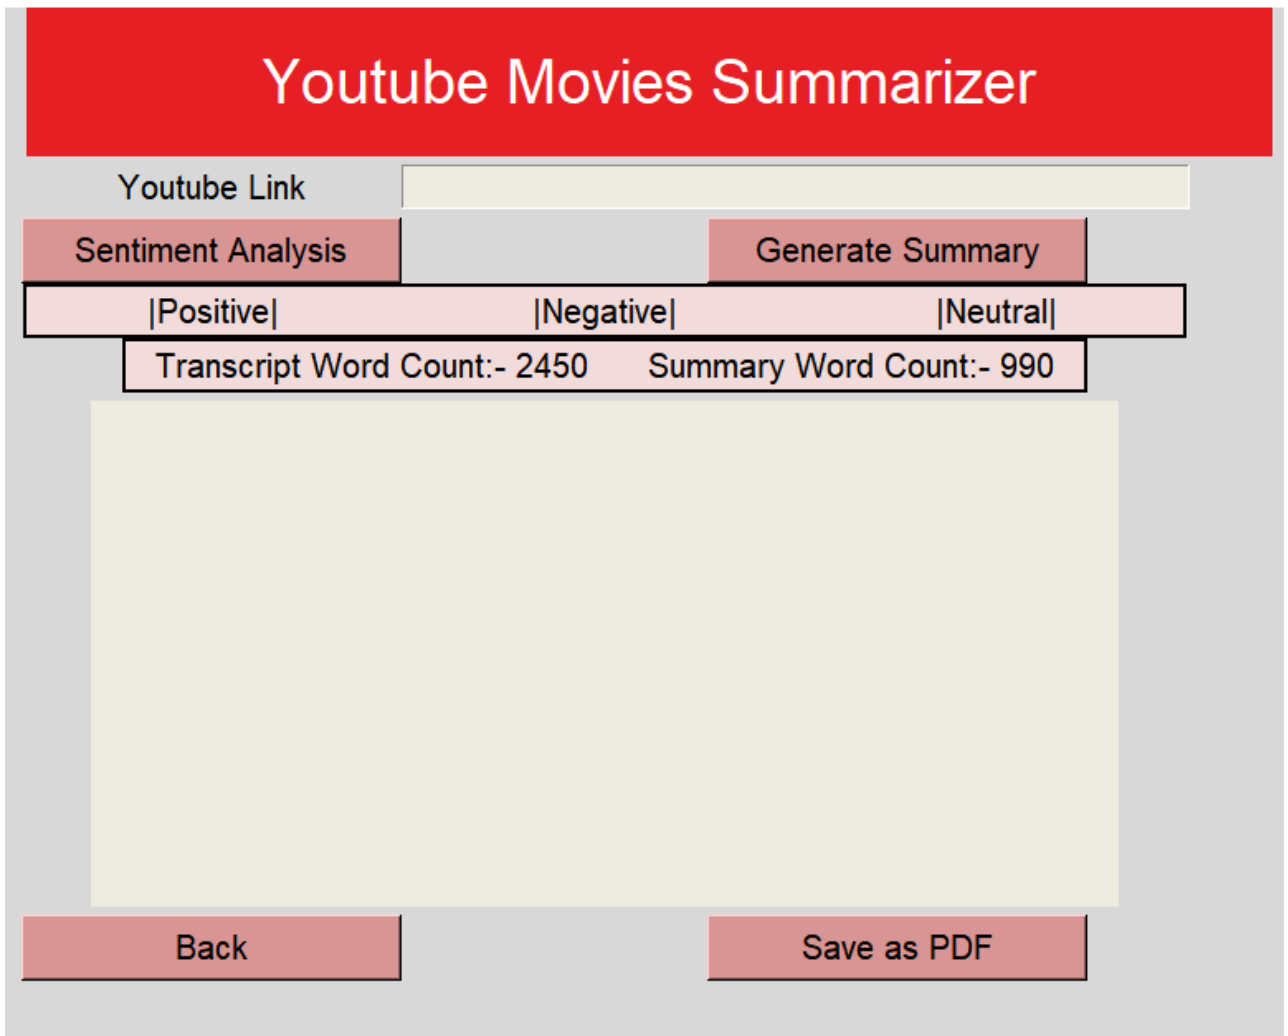 Youtube Movies Summarizer
Youtube Link
Sentiment Analysis Generate Summary
|Positive| |Negative| |Neutral|
Transcript Word Count:- 2450 Summary Word Count:- 990
Back Save as PDF